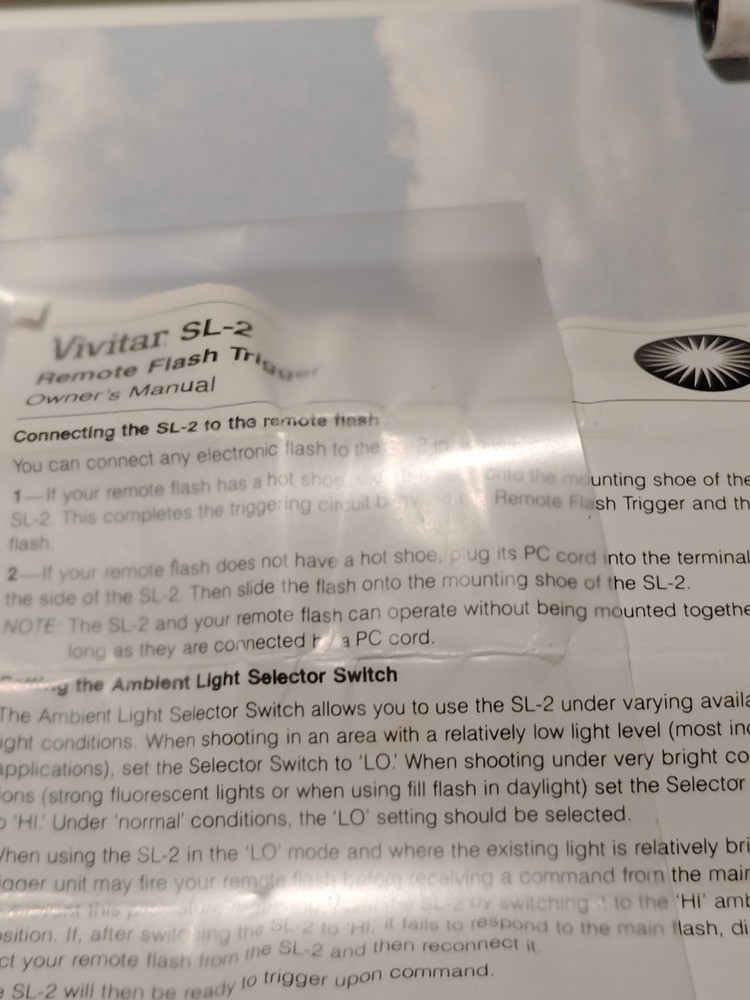 Vivitar SL-2
Remote Flash Trigger
Owner's Manual
Connecting the SL-2 to the remote flash
You can connect any electronic flash to the
1—If your remote flash has a hot shoe onto the mounting shoe of the
SL-2. This completes the triggering circuit Remote Flash Trigger and th
flash.
2—If your remote flash does not have a hot shoe, plug its PC cord into the terminal
the side of the SL-2. Then slide the flash onto the mounting shoe of the SL-2.
NOTE: The SL-2 and your remote flash can operate without being mounted togethe
long as they are connected by a PC cord.
the Ambient Light Selector Switch
The Ambient Light Selector Switch allows you to use the SL-2 under varying availa
ight conditions. When shooting in an area with a relatively low light level (most ind
applications), set the Selector Switch to 'LO.' When shooting under very bright co
ions (strong fluorescent lights or when using fill flash in daylight) set the Selector
o 'HI.' Under 'normal' conditions, the 'LO' setting should be selected.
When using the SL-2 in the 'LO' mode and where the existing light is relatively bri
igger unit may fire your remote flash before receiving a command from the main
SL-2 by switching it to the 'HI' amb
osition. If, after switching the SL-2 to 'HI,' it fails to respond to the main flash, di
ct your remote flash from the SL-2 and then reconnect it.
e SL-2 will then be ready to trigger upon command.